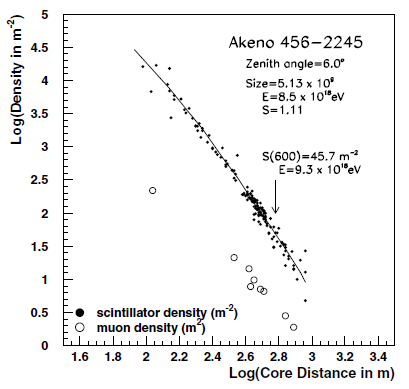 Log(Density in m⁻²)
5
4.5
4
3.5
3
2.5
2
1.5
1
0.5
0
Akeno 456−2245
Zenith angle=6.0°
Size=5.13 x 10⁹
E=8.5 x 10¹⁸eV
S=1.11
S(600)=45.7 m⁻²
E=9.3 x 10¹⁸eV
scintillator density (m⁻²)
muon density (m²)
1.6 1.8 2 2.2 2.4 2.6 2.8 3 3.2 3.4
Log(Core Distance in m)